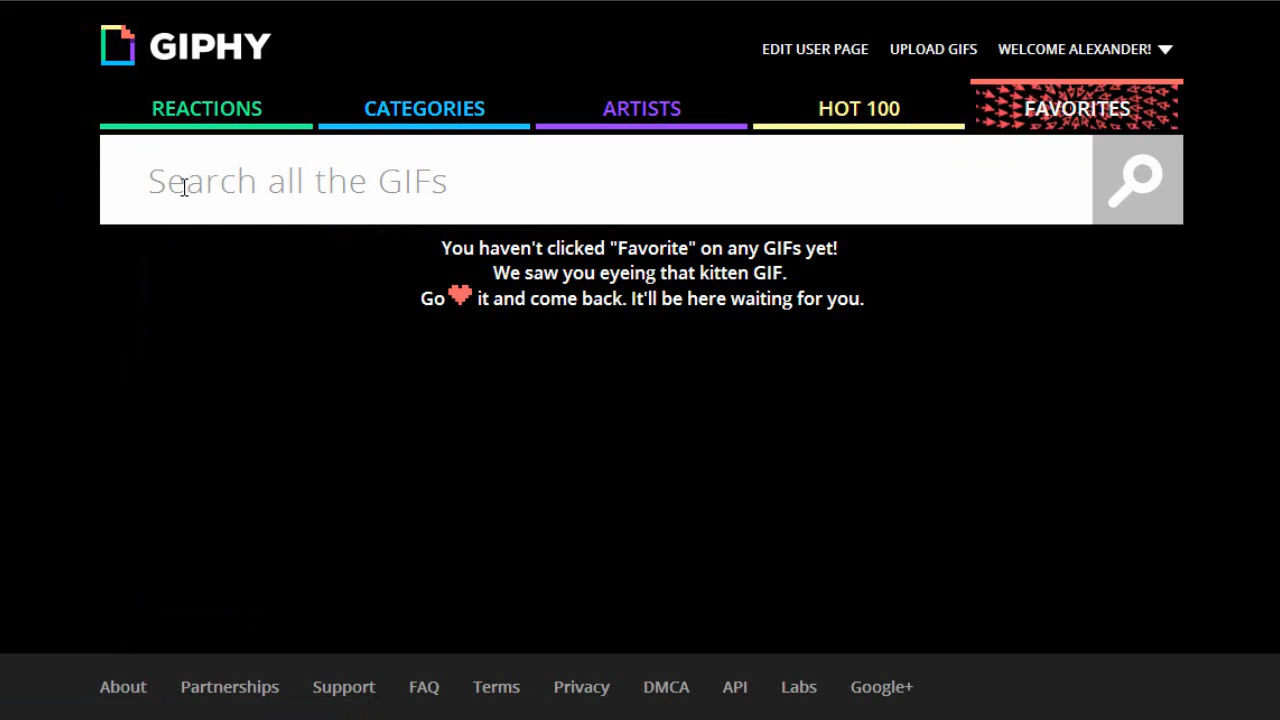 GIPHY
EDIT USER PAGE UPLOAD GIFS WELCOME ALEXANDER!
REACTIONS CATEGORIES ARTISTS HOT 100 FAVORITES
Search all the GIFs
You haven't clicked "Favorite" on any GIFs yet!
We saw you eyeing that kitten GIF.
Go it and come back. It'll be here waiting for you.
About Partnerships Support FAQ Terms Privacy DMCA API Labs Google+